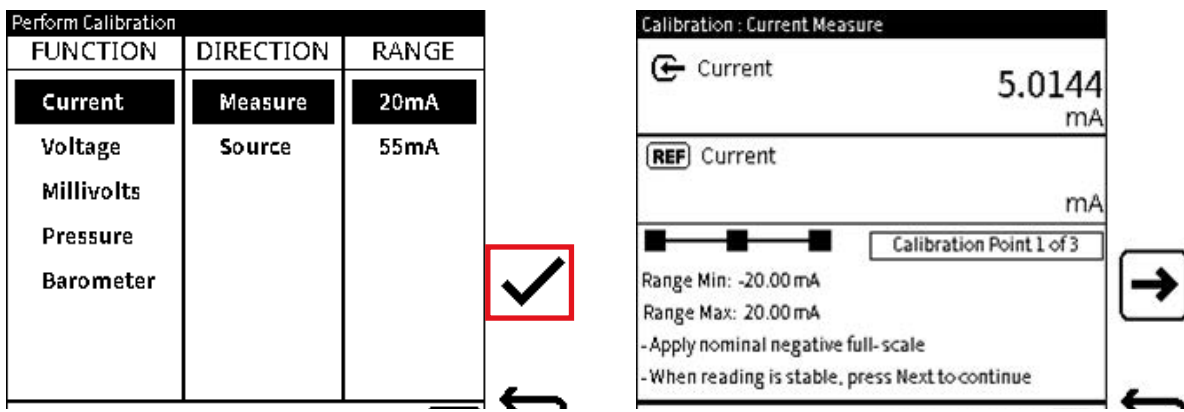 Perform Calibration
FUNCTION DIRECTION RANGE
Current Measure 20mA
Voltage Source 55mA
Millivolts
Pressure
Barometer
Calibration : Current Measure
Current
5.0144
mA
REF Current
mA
Calibration Point 1 of 3
Range Min: -20.00 mA
Range Max: 20.00 mA
- Apply nominal negative full-scale
- When reading is stable, press Next to continue